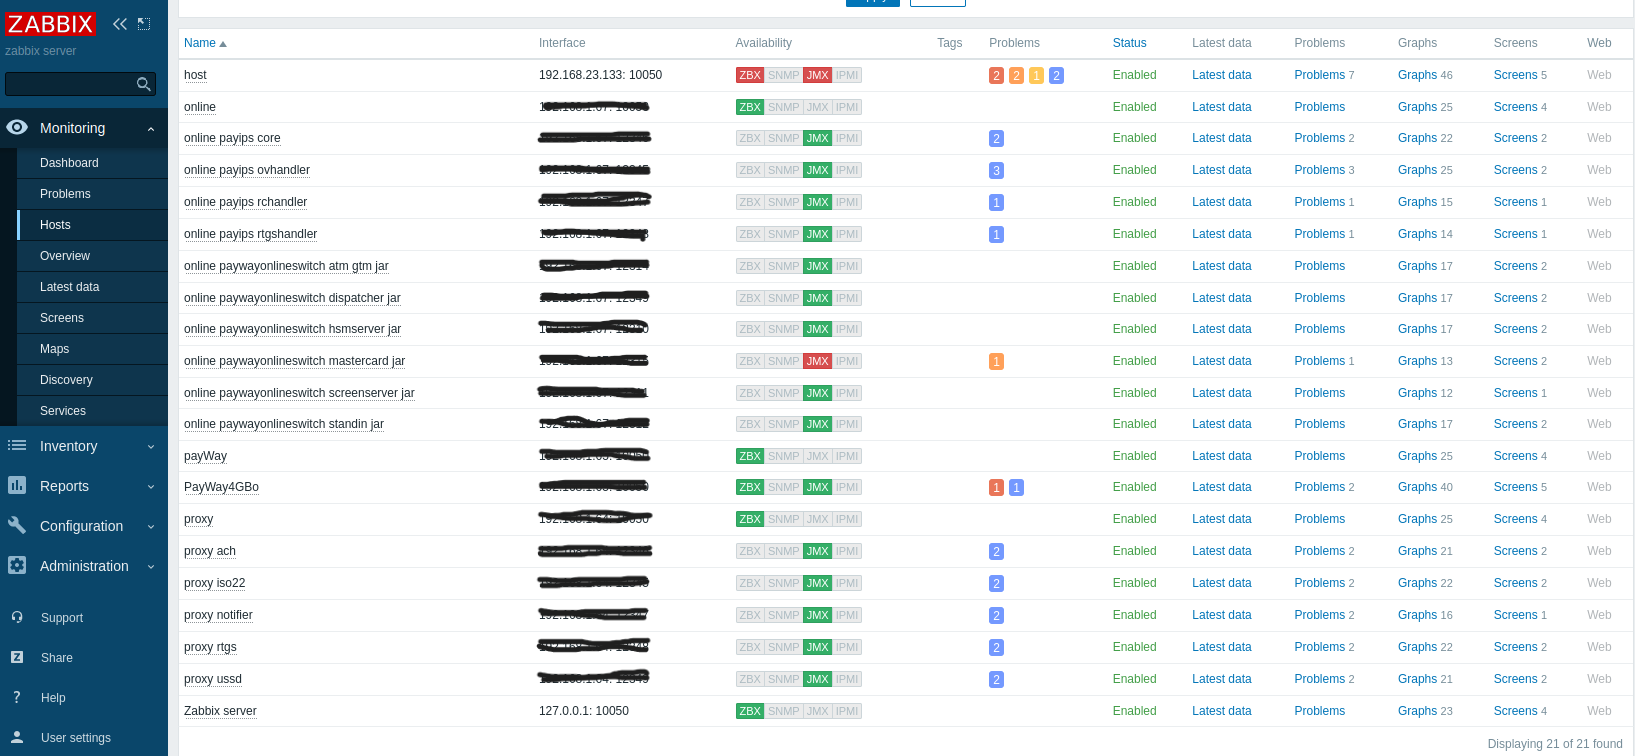 ZABBIX
zabbix server
Monitoring
Dashboard
Problems
Hosts
Overview
Latest data
Screens
Maps
Discovery
Services
Inventory
Reports
Configuration
Administration
Support
Share
Help
User settings
Name Interface Availability Tags Problems Status Latest data Problems Graphs Screens Web
host 192.168.23.133: 10050 ZBX SNMP JMX IPMI 2 2 1 2 Enabled Latest data Problems 7 Graphs 46 Screens 5 Web
online ZBX SNMP JMX IPMI Enabled Latest data Problems Graphs 25 Screens 4 Web
online payips core ZBX SNMP JMX IPMI 2 Enabled Latest data Problems 2 Graphs 22 Screens 2 Web
online payips ovhandler ZBX SNMP JMX IPMI 3 Enabled Latest data Problems 3 Graphs 25 Screens 2 Web
online payips rchandler ZBX SNMP JMX IPMI 1 Enabled Latest data Problems 1 Graphs 15 Screens 1 Web
online payips rtgshandler ZBX SNMP JMX IPMI 1 Enabled Latest data Problems 1 Graphs 14 Screens 1 Web
online paywayonlineswitch atm gtm jar ZBX SNMP JMX IPMI Enabled Latest data Problems Graphs 17 Screens 2 Web
online paywayonlineswitch dispatcher jar ZBX SNMP JMX IPMI Enabled Latest data Problems Graphs 17 Screens 2 Web
online paywayonlineswitch hsmserver jar ZBX SNMP JMX IPMI Enabled Latest data Problems Graphs 17 Screens 2 Web
online paywayonlineswitch mastercard jar ZBX SNMP JMX IPMI 1 Enabled Latest data Problems 1 Graphs 13 Screens 2 Web
online paywayonlineswitch screenserver jar ZBX SNMP JMX IPMI Enabled Latest data Problems Graphs 12 Screens 1 Web
online paywayonlineswitch standin jar ZBX SNMP JMX IPMI Enabled Latest data Problems Graphs 17 Screens 2 Web
payWay ZBX SNMP JMX IPMI Enabled Latest data Problems Graphs 25 Screens 4 Web
PayWay4GBo ZBX SNMP JMX IPMI 1 1 Enabled Latest data Problems 2 Graphs 40 Screens 5 Web
proxy ZBX SNMP JMX IPMI Enabled Latest data Problems Graphs 25 Screens 4 Web
proxy ach ZBX SNMP JMX IPMI 2 Enabled Latest data Problems 2 Graphs 21 Screens 2 Web
proxy iso22 ZBX SNMP JMX IPMI 2 Enabled Latest data Problems 2 Graphs 22 Screens 2 Web
proxy notifier ZBX SNMP JMX IPMI 2 Enabled Latest data Problems 2 Graphs 16 Screens 1 Web
proxy rtgs ZBX SNMP JMX IPMI 2 Enabled Latest data Problems 2 Graphs 22 Screens 2 Web
proxy ussd ZBX SNMP JMX IPMI 2 Enabled Latest data Problems 2 Graphs 21 Screens 2 Web
Zabbix server 127.0.0.1: 10050 ZBX SNMP JMX IPMI Enabled Latest data Problems Graphs 23 Screens 4 Web
Displaying 21 of 21 found